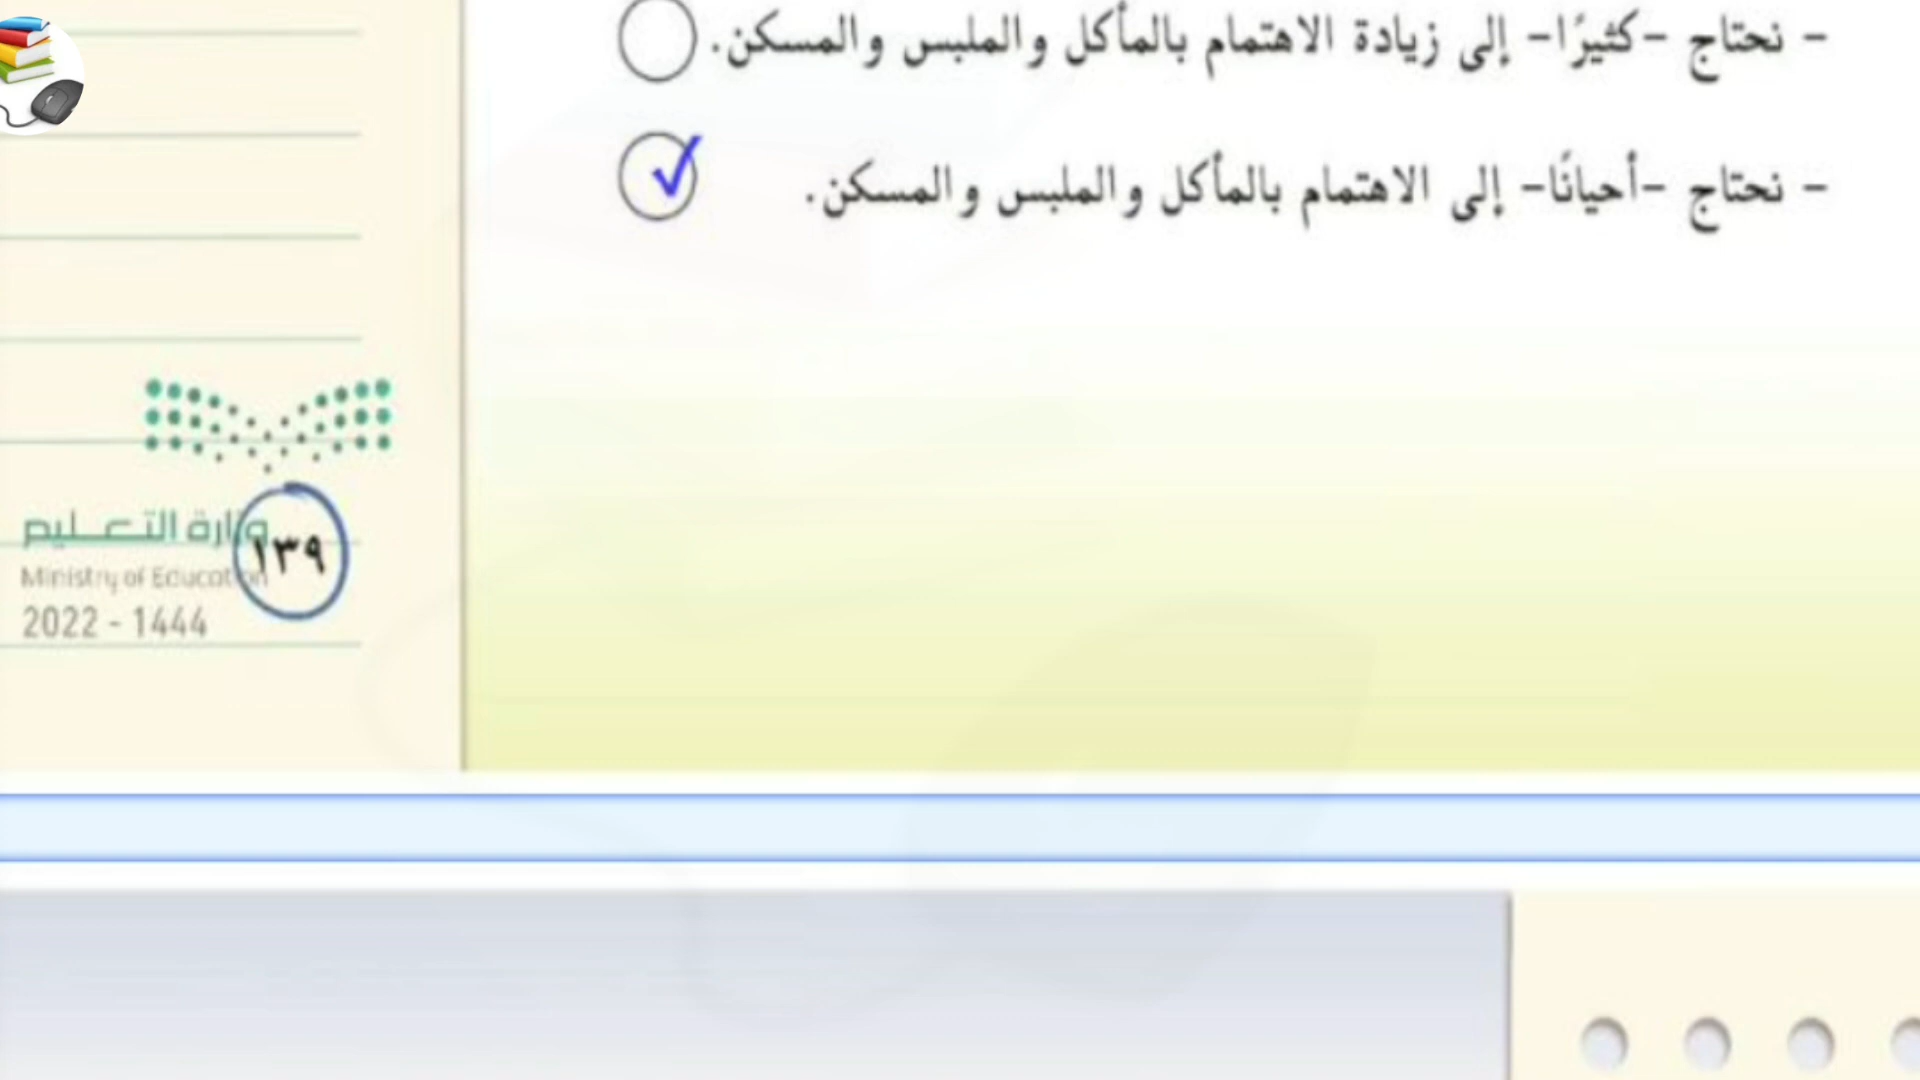 - نحتاج -كثيرًا- إلى زيادة الاهتمام بالمأكل والملبس والمسكن.
- نحتاج -أحيانًا- إلى الاهتمام بالمأكل والملبس والمسكن.
وزارة التعـــليم
Ministry of Education
2022 - 1444
١٣٩